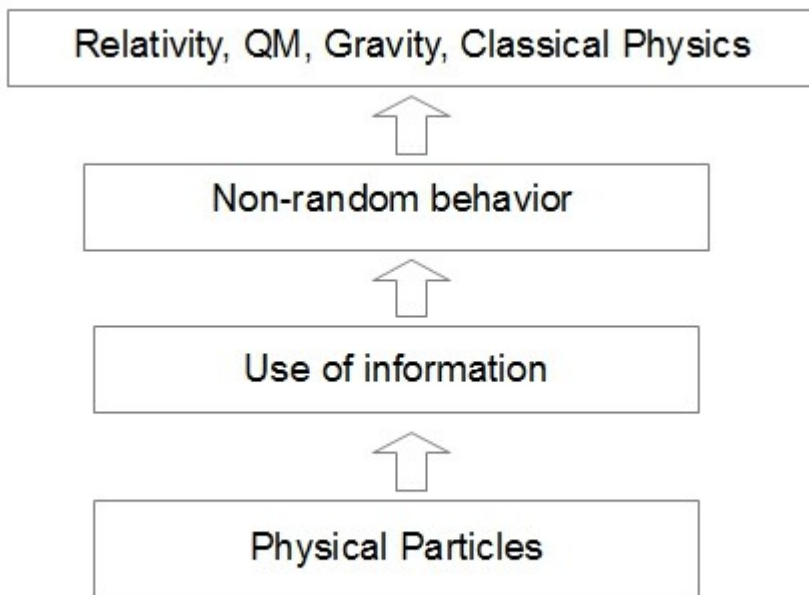 Relativity, QM, Gravity, Classical Physics
Non-random behavior
Use of information
Physical Particles